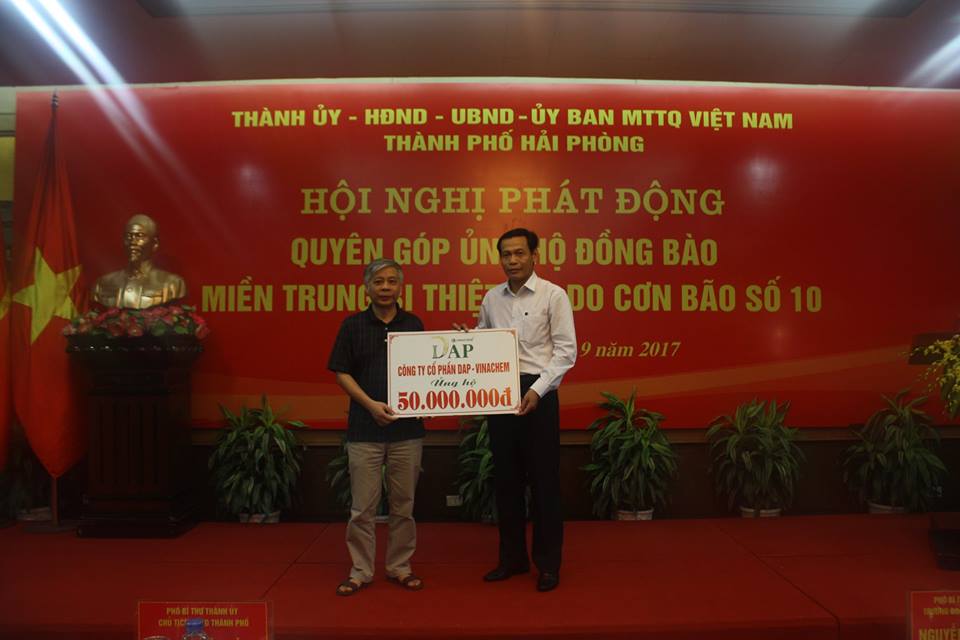 THÀNH ỦY - HĐND - UBND - ỦY BAN MTTQ VIỆT NAM
THÀNH PHỐ HẢI PHÒNG
HỘI NGHỊ PHÁT ĐỘNG
QUYÊN GÓP ỦNG HỘ ĐỒNG BÀO
MIỀN TRUNG BỊ THIỆT HẠI DO CƠN BÃO SỐ 10
9 năm 2017
DAP
CÔNG TY CỔ PHẦN DAP - VINACHEM
Ủng hộ
50.000.000đ
PHÓ BÍ THƯ THÀNH ỦY
CHỦ TỊCH THÀNH PHỐ
PHÓ BÍ
NGUYỄ